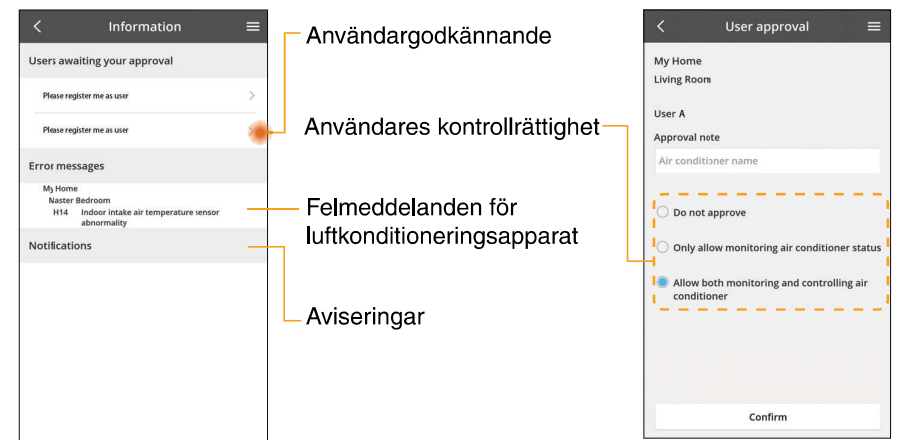 Information
Users awaiting your approval
Please register me as user
Please register me as user
Error messages
My Home
Naster Bedroom
H14 Indoor intake air temperature sensor
abnormality
Notifications
Användargodkännande
Användares kontrollrättighet
Felmeddelanden för
luftkonditioneringsapparat
Aviseringar
User approval
My Home
Living Room
User A
Approval note
Air conditioner name
Do not approve
Only allow monitoring air conditioner status
Allow both monitoring and controlling air
conditioner
Confirm